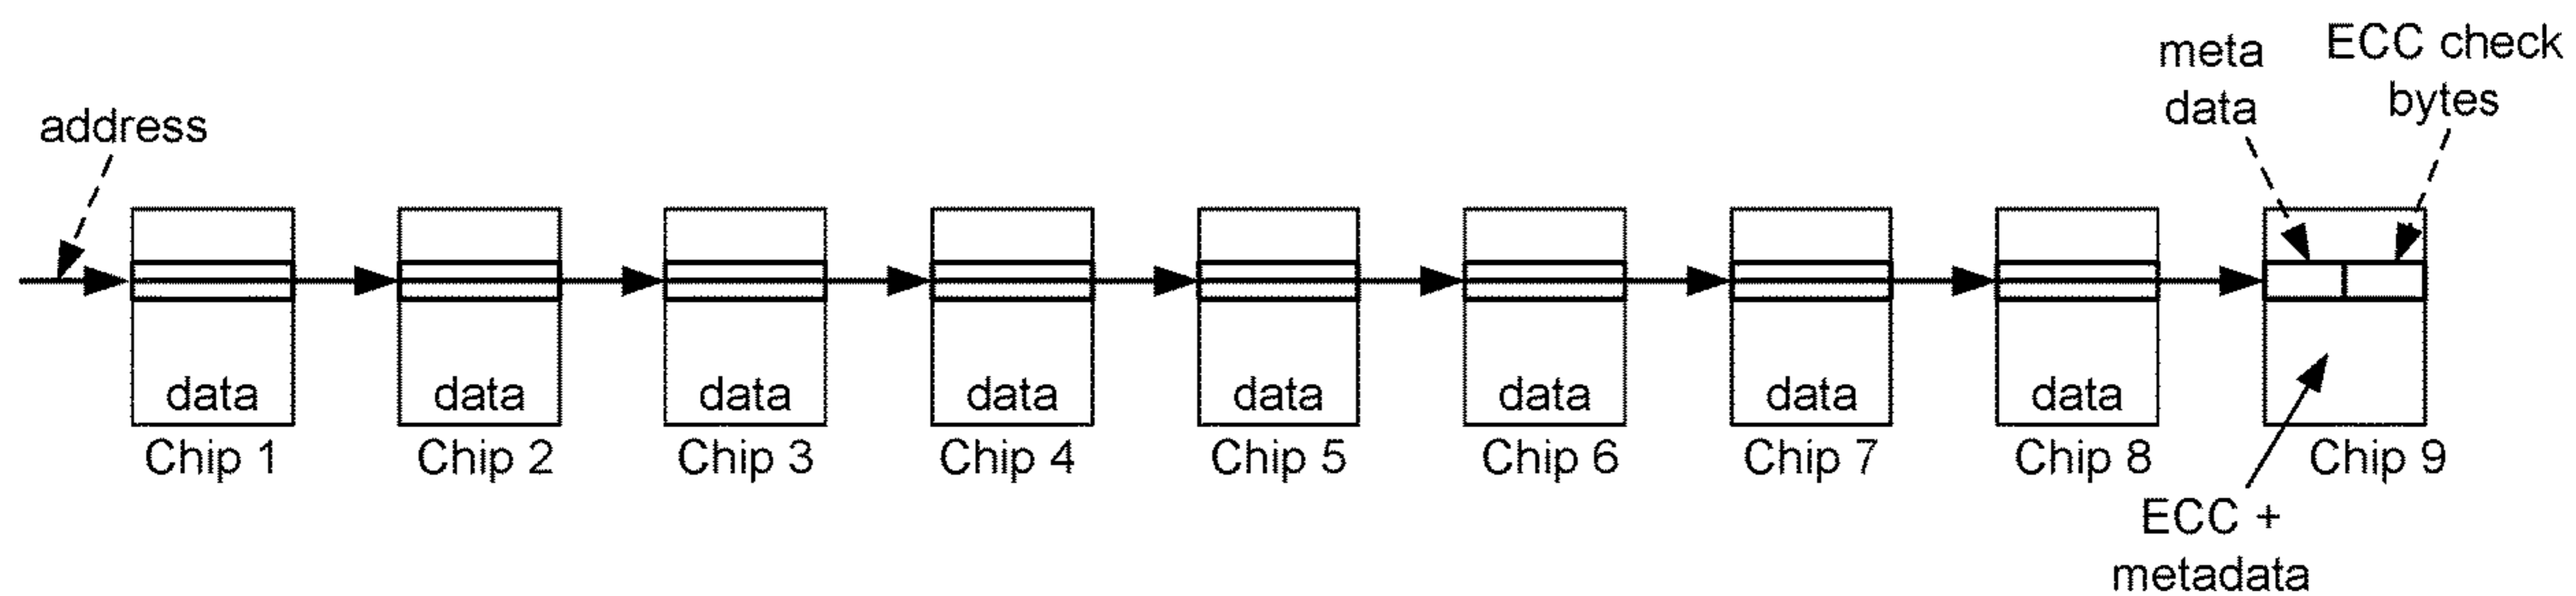 address
meta
data
ECC check
bytes
data
data
data
data
data
data
data
data
Chip 1
Chip 2
Chip 3
Chip 4
Chip 5
Chip 6
Chip 7
Chip 8
Chip 9
ECC +
metadata